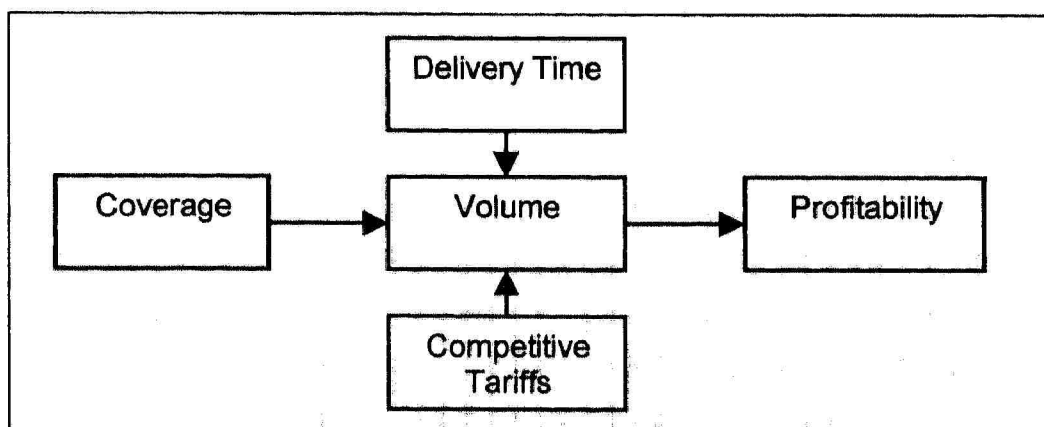 Delivery Time
Coverage
Volume
Profitability
Competitive
Tariffs